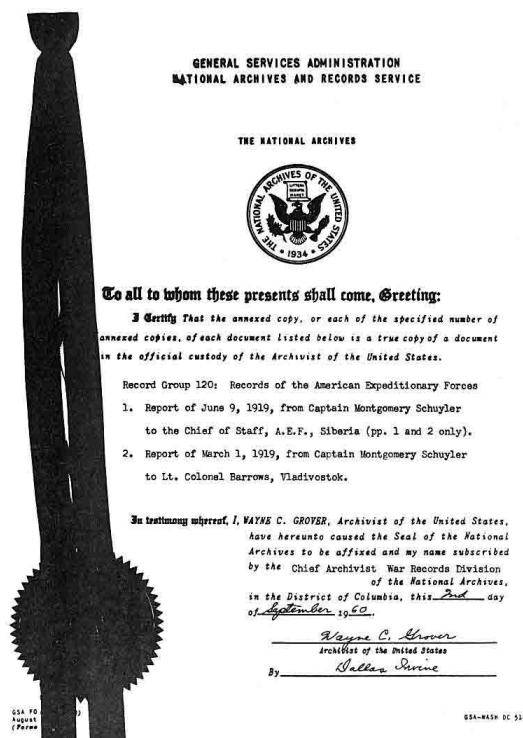 GENERAL SERVICES ADMINISTRATION
NATIONAL ARCHIVES AND RECORDS SERVICE
THE NATIONAL ARCHIVES
THE NATIONAL ARCHIVES OF THE UNITED STATES
LITTERA SCRIPTA MANET
• 1934 •
To all to whom these presents shall come, Greeting:
I Certify That the annexed copy, or each of the specified number of
annexed copies, of each document listed below is a true copy of a document
in the official custody of the Archivist of the United States.
Record Group 120: Records of the American Expeditionary Forces
1. Report of June 9, 1919, from Captain Montgomery Schuyler
to the Chief of Staff, A.E.F., Siberia (pp. 1 and 2 only).
2. Report of March 1, 1919, from Captain Montgomery Schuyler
to Lt. Colonel Barrows, Vladivostok.
In testimony whereof, I, WAYNE C. GROVER, Archivist of the United States,
have hereunto caused the Seal of the National
Archives to be affixed and my name subscribed
by the Chief Archivist War Records Division
of the National Archives,
in the District of Columbia, this 2nd day
of September 1960.
Wayne C. Grover
Archivist of the United States
By Dallas Irvine
GSA FO
August
(Forme
GSA-WASH DC 51